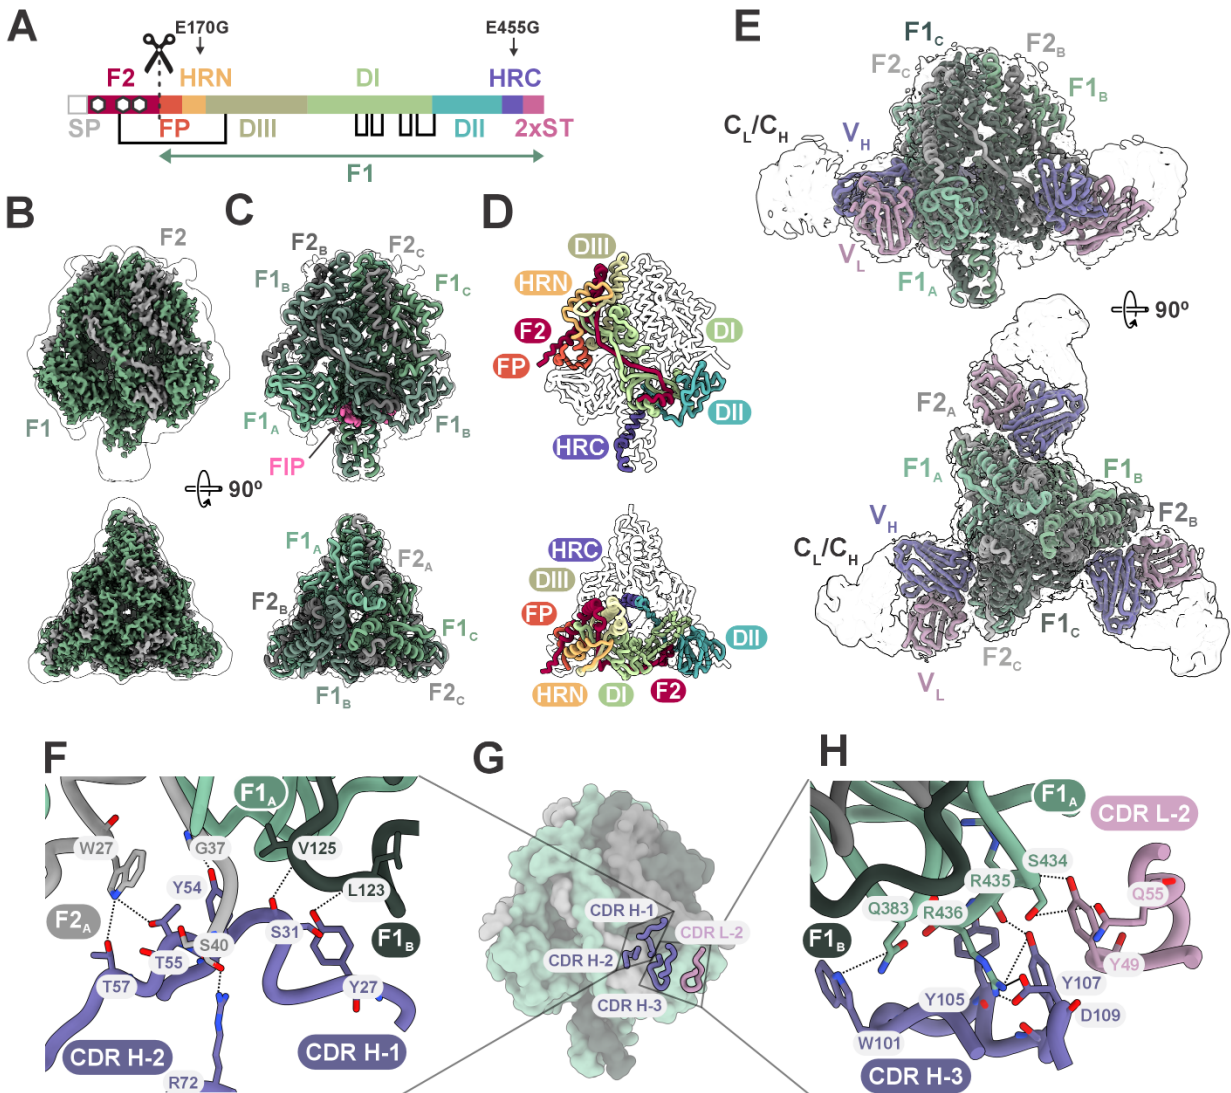 A
E170G
E455G
F2
HRN
DI
HRC
SP
FP
DIII
DII
2xST
F1
B
F2
F1
90º
C
F2B
F2C
F1B
F1C
F1A
F1B
FIP
F1A
F2A
F2B
F1C
F1B
F2C
D
DIII
HRN
F2
DI
FP
DII
HRC
HRC
DIII
FP
DII
HRN
DI
F2
E
F1C
F2B
F2C
F1B
CL/CH
VH
VL
F1A
90º
F2A
F1A
F1B
VH
F2B
CL/CH
F1C
F2C
VL
F
F1A
W27
G37
V125
Y54
L123
F2A
S40
S31
F1B
T55
T57
Y27
CDR H-2
CDR H-1
R72
G
CDR H-1
CDR L-2
CDR H-2
CDR H-3
H
F1A
CDR L-2
S434
R435
Q55
Q383
R436
F1B
Y49
Y105
Y107
D109
W101
CDR H-3